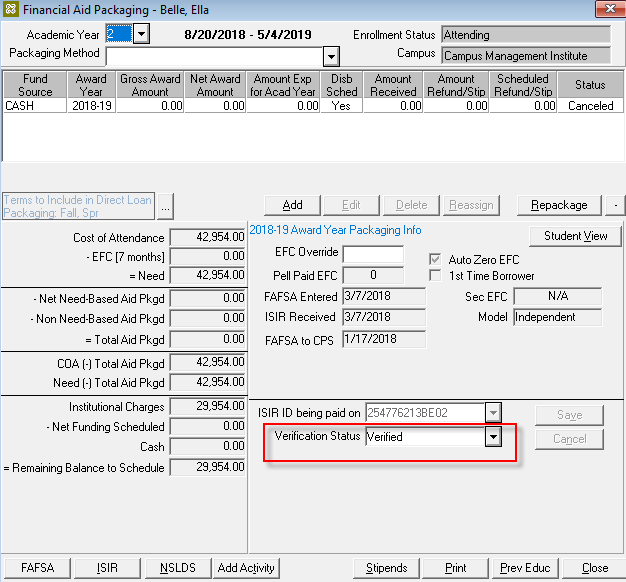 Financial Aid Packaging - Belle, Ella
Academic Year 2 8/20/2018 - 5/4/2019 Enrollment Status Attending
Packaging Method Campus Campus Management Institute
Fund Source Award Year Gross Award Amount Net Award Amount Amount Exp for Acad Year Disb Sched Amount Received Amount Refund/Stip Scheduled Refund/Stip Status
CASH 2018-19 0.00 0.00 0.00 Yes 0.00 0.00 0.00 Canceled
Terms to Include in Direct Loan
Packaging: Fall, Spr
... Add Edit Delete Reassign Repackage -
Cost of Attendance 42,954.00
- EFC [7 months] 0.00
= Need 42,954.00
- Net Need-Based Aid Pkgd 0.00
- Non Need-Based Aid Pkgd 0.00
= Total Aid Pkgd 0.00
COA (-) Total Aid Pkgd 42,954.00
Need (-) Total Aid Pkgd 42,954.00
Institutional Charges 29,954.00
- Net Funding Scheduled 0.00
Cash 0.00
= Remaining Balance to Schedule 29,954.00
2018-19 Award Year Packaging Info
Student View
EFC Override Auto Zero EFC
Pell Paid EFC 0 1st Time Borrower
FAFSA Entered 3/7/2018 Sec EFC N/A
ISIR Received 3/7/2018 Model Independent
FAFSA to CPS 1/17/2018
ISIR ID being paid on 254776213BE02 Save
Verification Status Verified Cancel
FAFSA ISIR NSLDS Add Activity Stipends Print Prev Educ Close